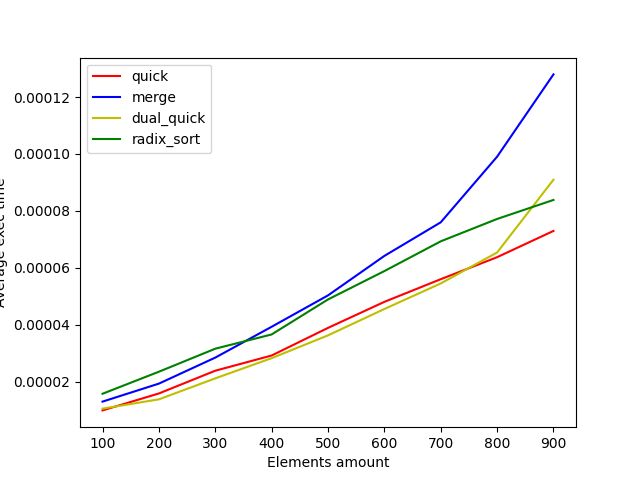 quick
merge
dual_quick
radix_sort
0.00012
0.00010
0.00008
0.00006
0.00004
0.00002
Average exec time
100 200 300 400 500 600 700 800 900
Elements amount